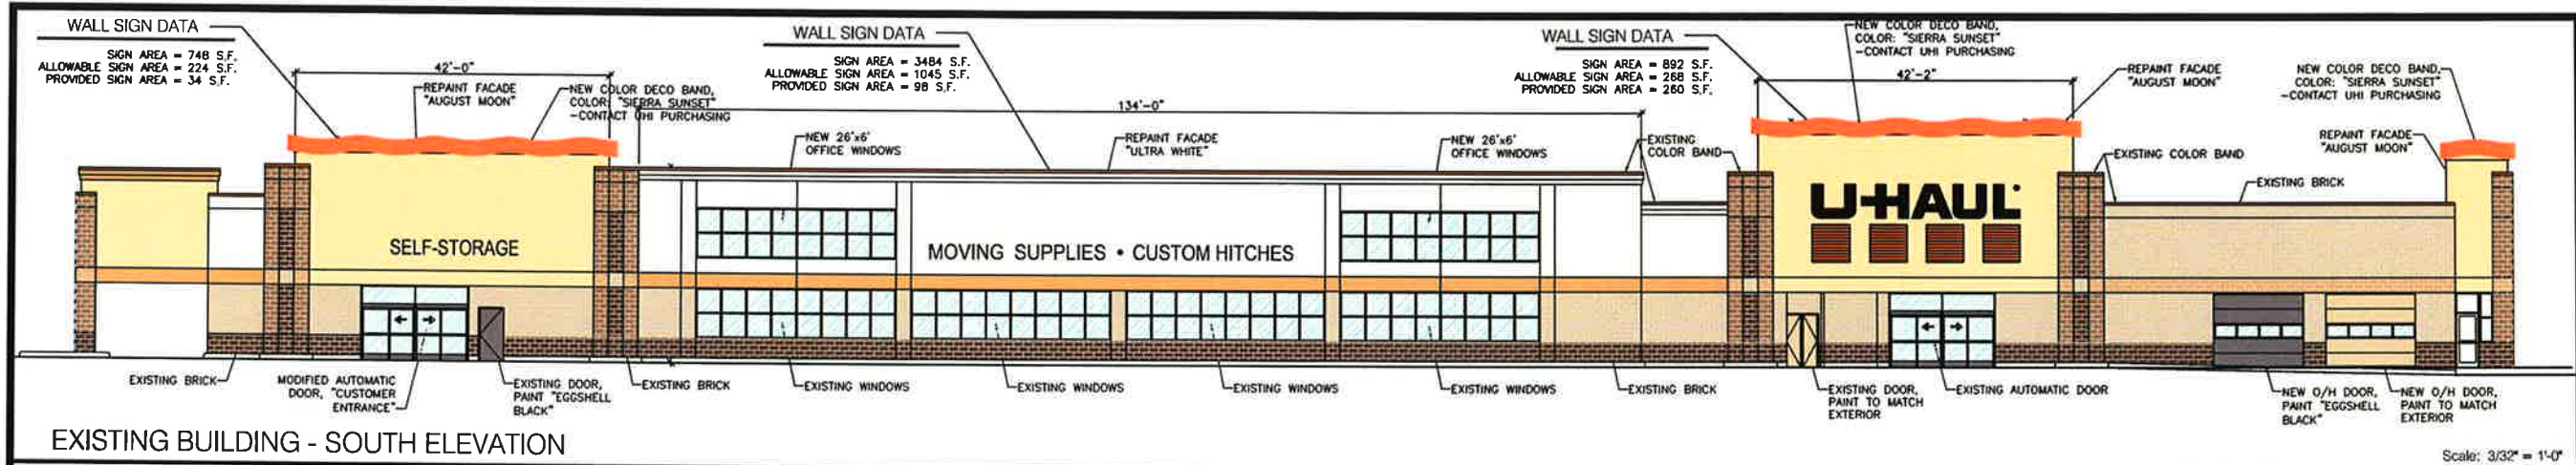 WALL SIGN DATA
SIGN AREA = 748 S.F.
ALLOWABLE SIGN AREA = 224 S.F.
PROVIDED SIGN AREA = 34 S.F.
42'-0"
REPAINT FACADE
"AUGUST MOON"
NEW COLOR DECO BAND,
COLOR: "SIERRA SUNSET"
-CONTACT UHI PURCHASING
WALL SIGN DATA
SIGN AREA = 3484 S.F.
ALLOWABLE SIGN AREA = 1045 S.F.
PROVIDED SIGN AREA = 98 S.F.
134'-0"
NEW 26'x6'
OFFICE WINDOWS
REPAINT FACADE
"ULTRA WHITE"
NEW 26'x6'
OFFICE WINDOWS
EXISTING
COLOR BAND
WALL SIGN DATA
SIGN AREA = 892 S.F.
ALLOWABLE SIGN AREA = 268 S.F.
PROVIDED SIGN AREA = 260 S.F.
NEW COLOR DECO BAND,
COLOR: "SIERRA SUNSET"
-CONTACT UHI PURCHASING
42'-2"
REPAINT FACADE
"AUGUST MOON"
NEW COLOR DECO BAND,
COLOR: "SIERRA SUNSET"
-CONTACT UHI PURCHASING
REPAINT FACADE
"AUGUST MOON"
EXISTING COLOR BAND
EXISTING BRICK
SELF-STORAGE
MOVING SUPPLIES • CUSTOM HITCHES
U-HAUL
EXISTING BRICK
MODIFIED AUTOMATIC
DOOR, "CUSTOMER
ENTRANCE"
EXISTING DOOR,
PAINT "EGGSHELL
BLACK"
EXISTING BRICK
EXISTING WINDOWS
EXISTING WINDOWS
EXISTING WINDOWS
EXISTING WINDOWS
EXISTING BRICK
EXISTING DOOR,
PAINT TO MATCH
EXTERIOR
EXISTING AUTOMATIC DOOR
NEW O/H DOOR,
PAINT "EGGSHELL
BLACK"
NEW O/H DOOR,
PAINT TO MATCH
EXTERIOR
EXISTING BUILDING - SOUTH ELEVATION
Scale: 3/32" = 1'-0"